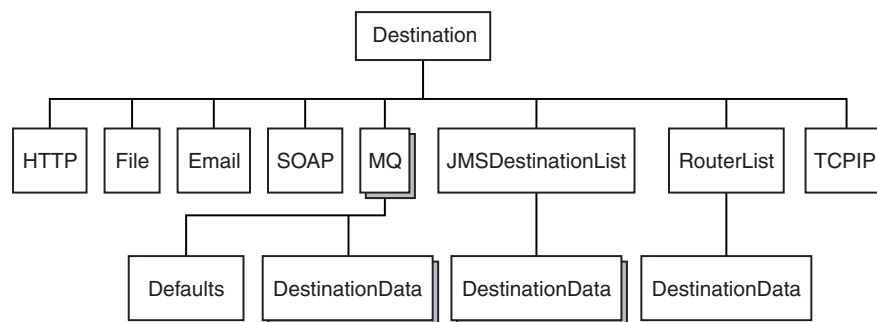 Destination
HTTP
File
Email
SOAP
MQ
JMSDestinationList
RouterList
TCPIP
Defaults
DestinationData
DestinationData
DestinationData